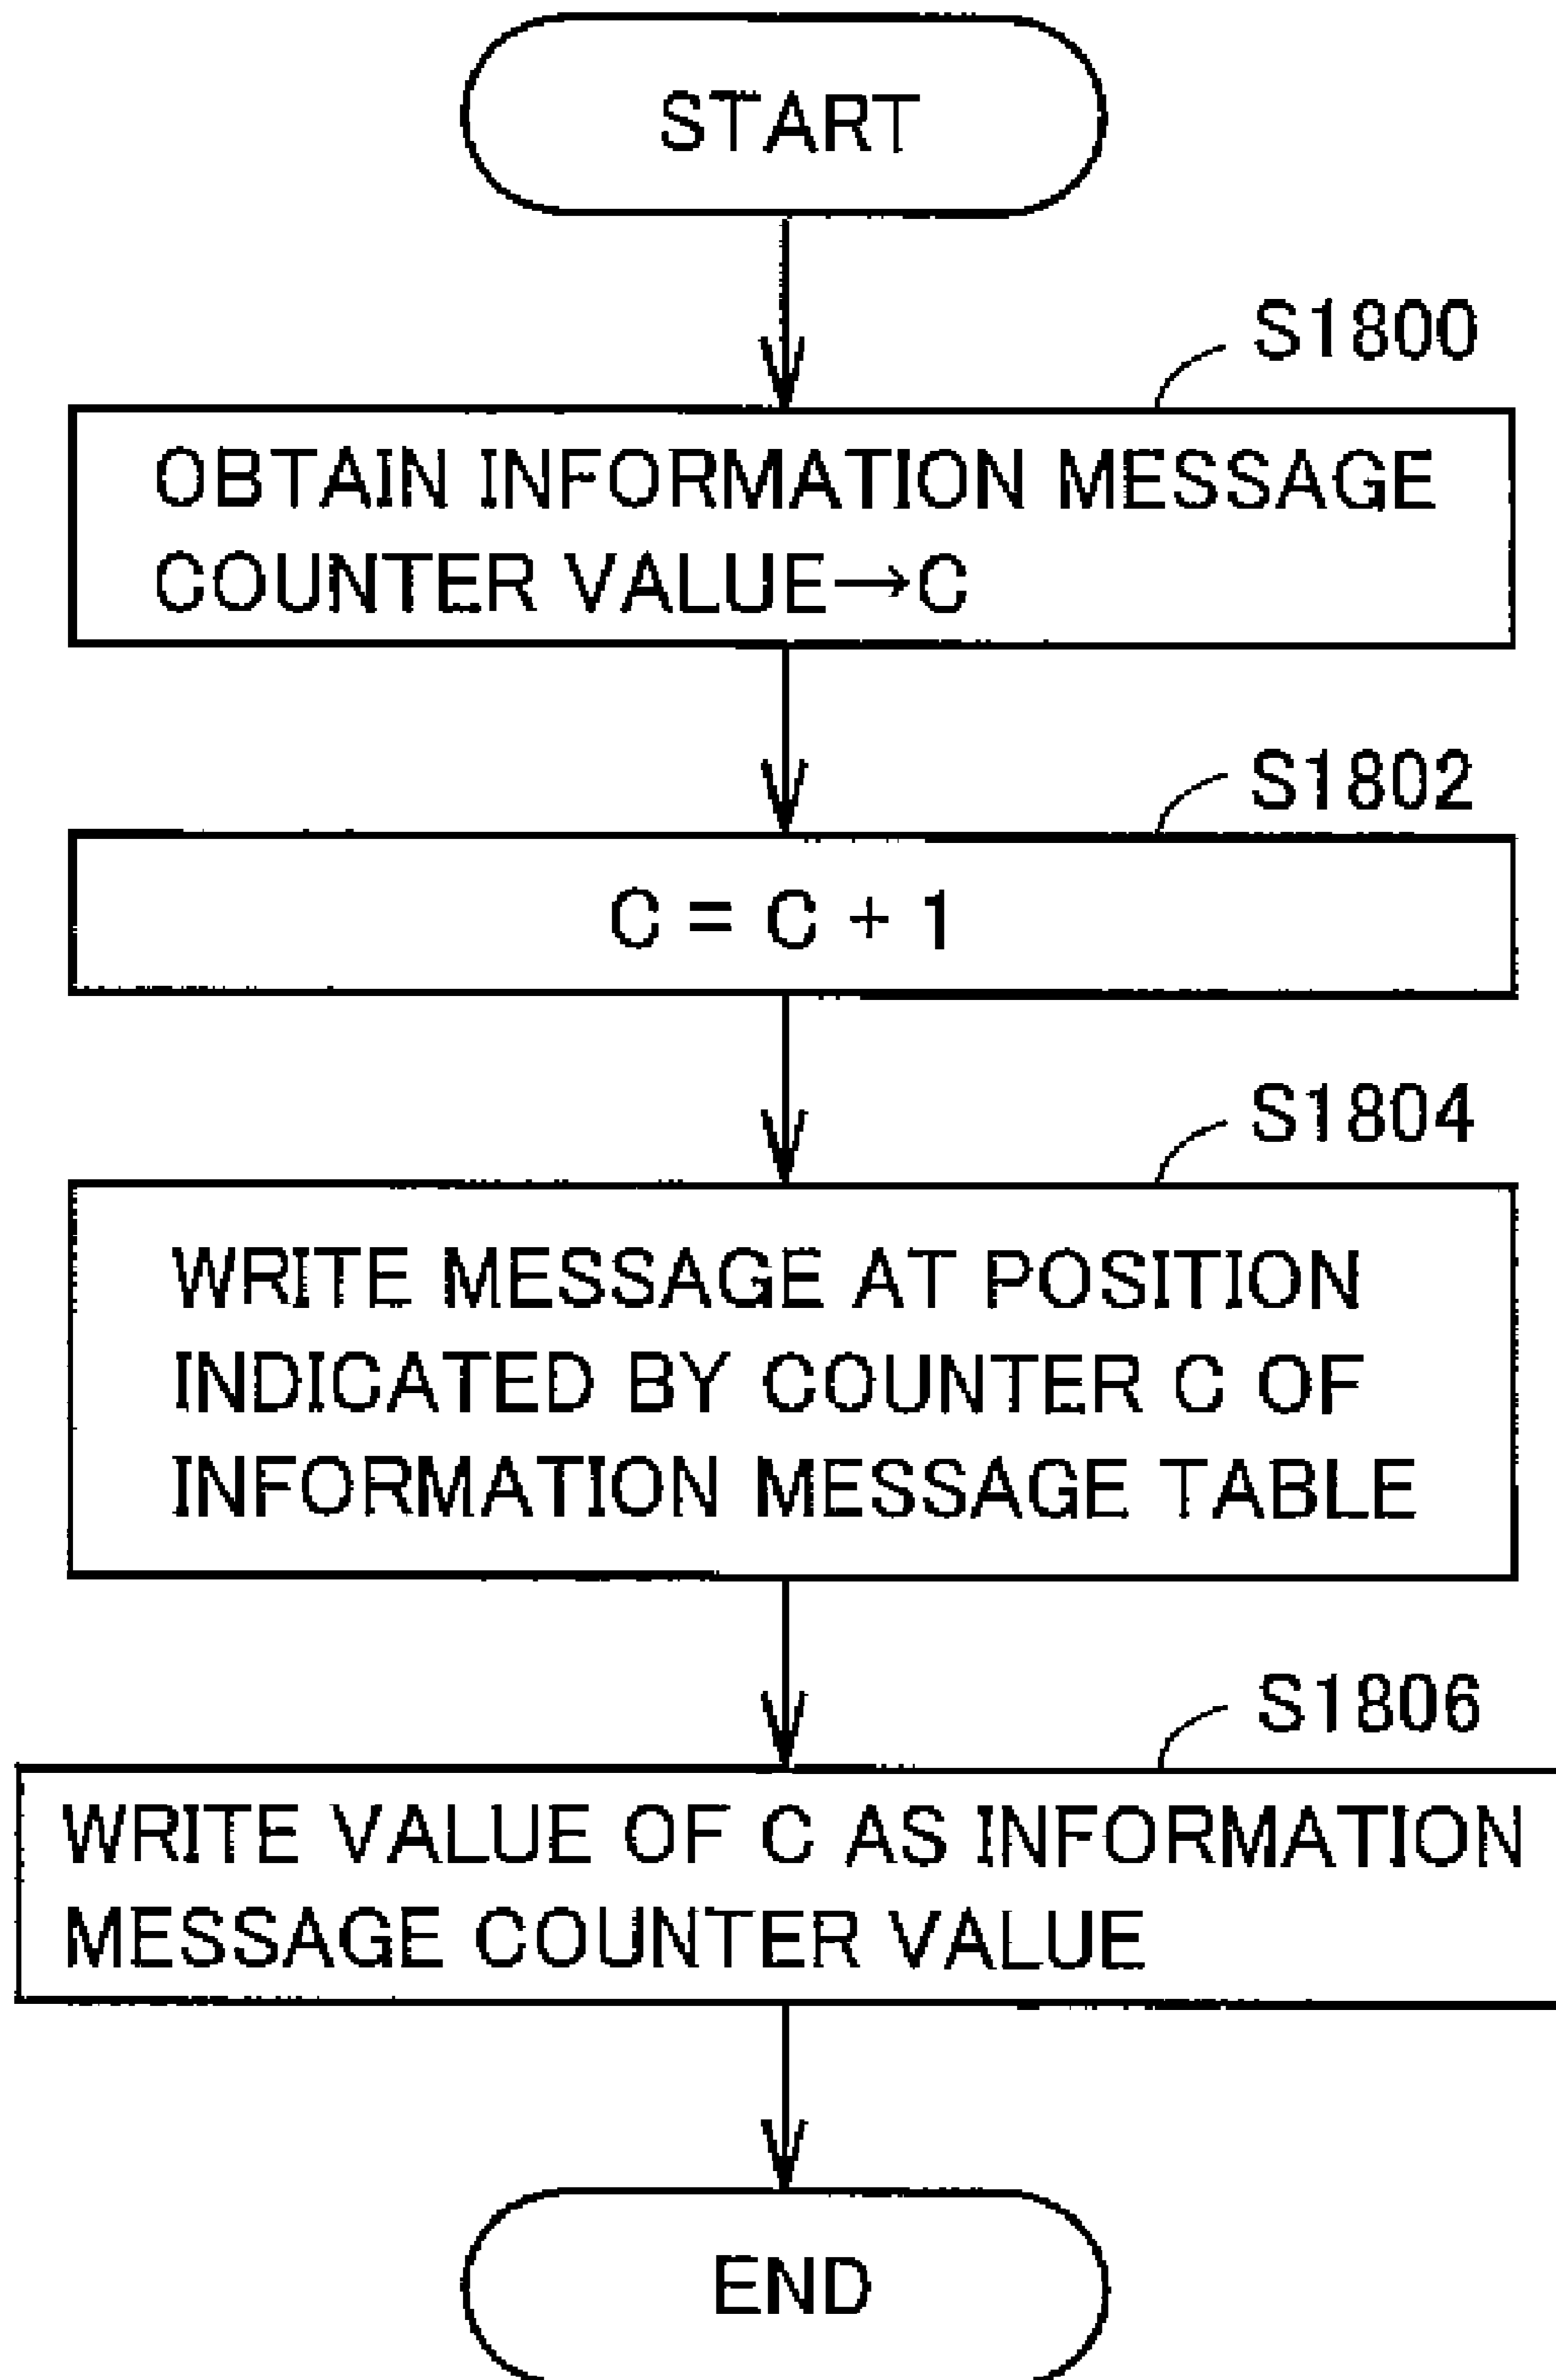 START
S1800
OBTAIN INFORMATION MESSAGE
COUNTER VALUE→C
S1802
C = C + 1
S1804
WRITE MESSAGE AT POSITION
INDICATED BY COUNTER C OF
INFORMATION MESSAGE TABLE
S1806
WRITE VALUE OF C AS INFORMATION
MESSAGE COUNTER VALUE
END